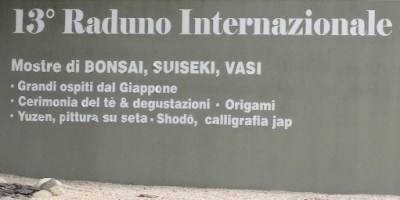 13° Raduno Internazionale
Mostre di BONSAI, SUISEKI, VASI
• Grandi ospiti dal Giappone
• Cerimonia del tè & degustazioni • Origami
• Yuzen, pittura su seta • Shodō, calligrafia jap